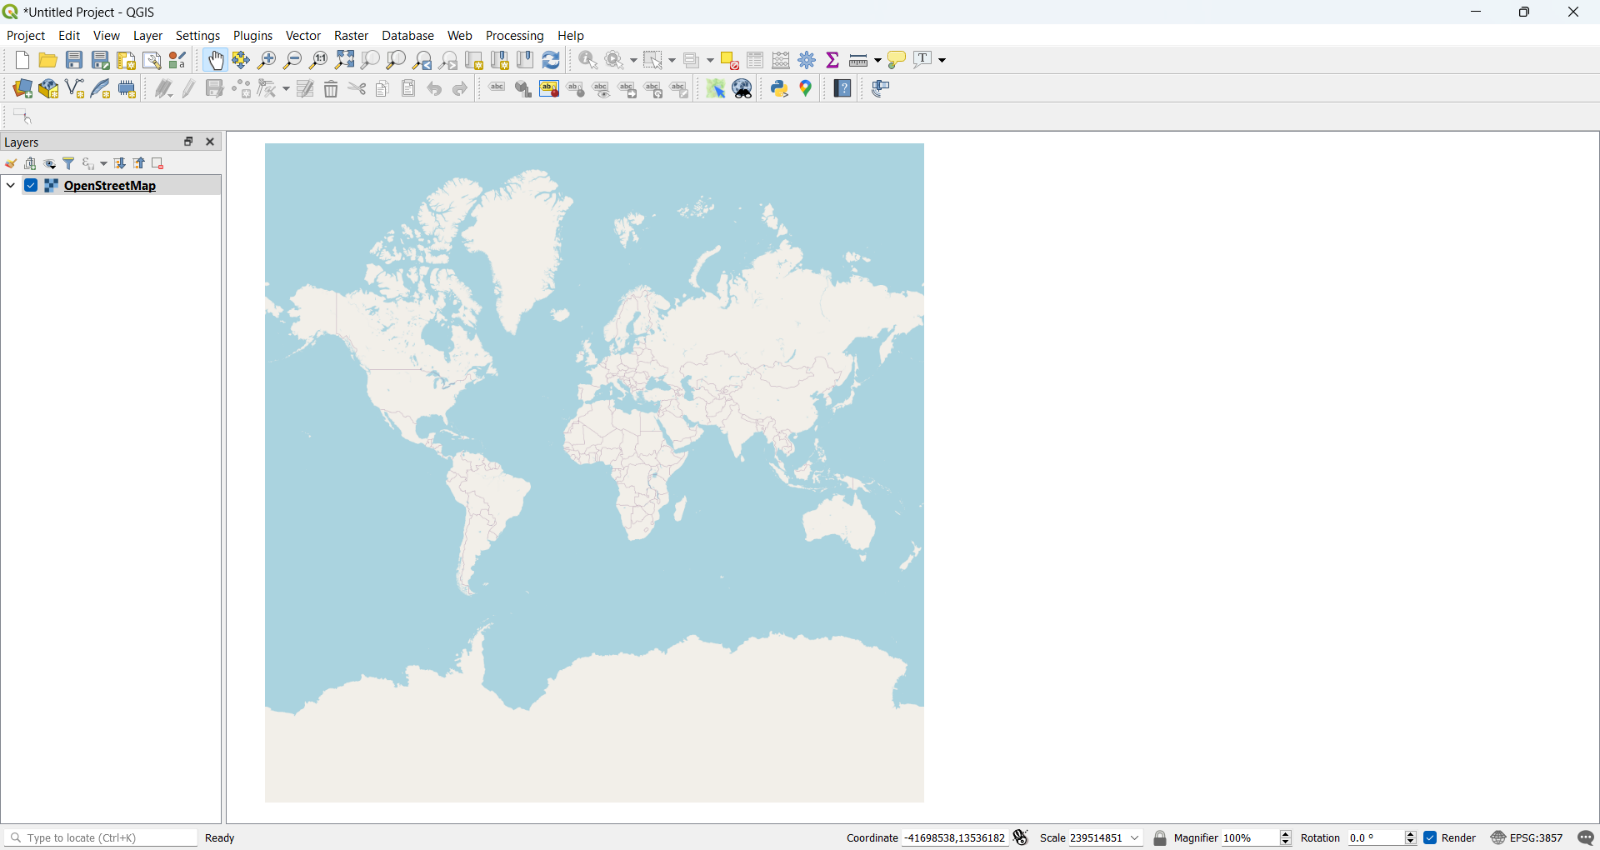 *Untitled Project - QGIS
Project Edit View Layer Settings Plugins Vector Raster Database Web Processing Help
Layers
OpenStreetMap
Type to locate (Ctrl+K) Ready Coordinate -41698538,13536182 Scale 239514851 Magnifier 100% Rotation 0.0 ° Render EPSG:3857